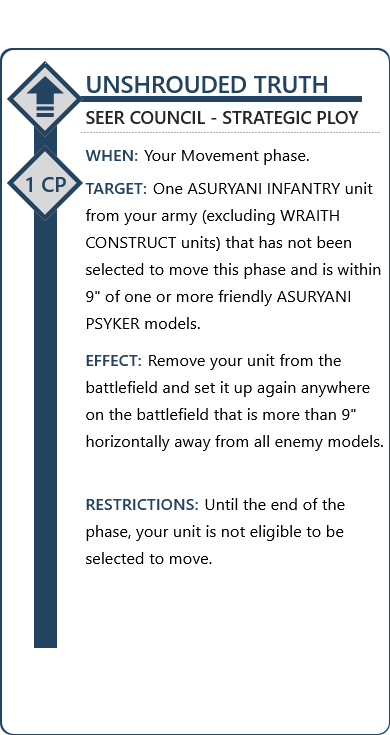 UNSHROUDED TRUTH
SEER COUNCIL - STRATEGIC PLOY
WHEN: Your Movement phase.
1 CP
TARGET: One ASURYANI INFANTRY unit
from your army (excluding WRAITH
CONSTRUCT units) that has not been
selected to move this phase and is within
9" of one or more friendly ASURYANI
PSYKER models.
EFFECT: Remove your unit from the
battlefield and set it up again anywhere
on the battlefield that is more than 9"
horizontally away from all enemy models.
RESTRICTIONS: Until the end of the
phase, your unit is not eligible to be
selected to move.